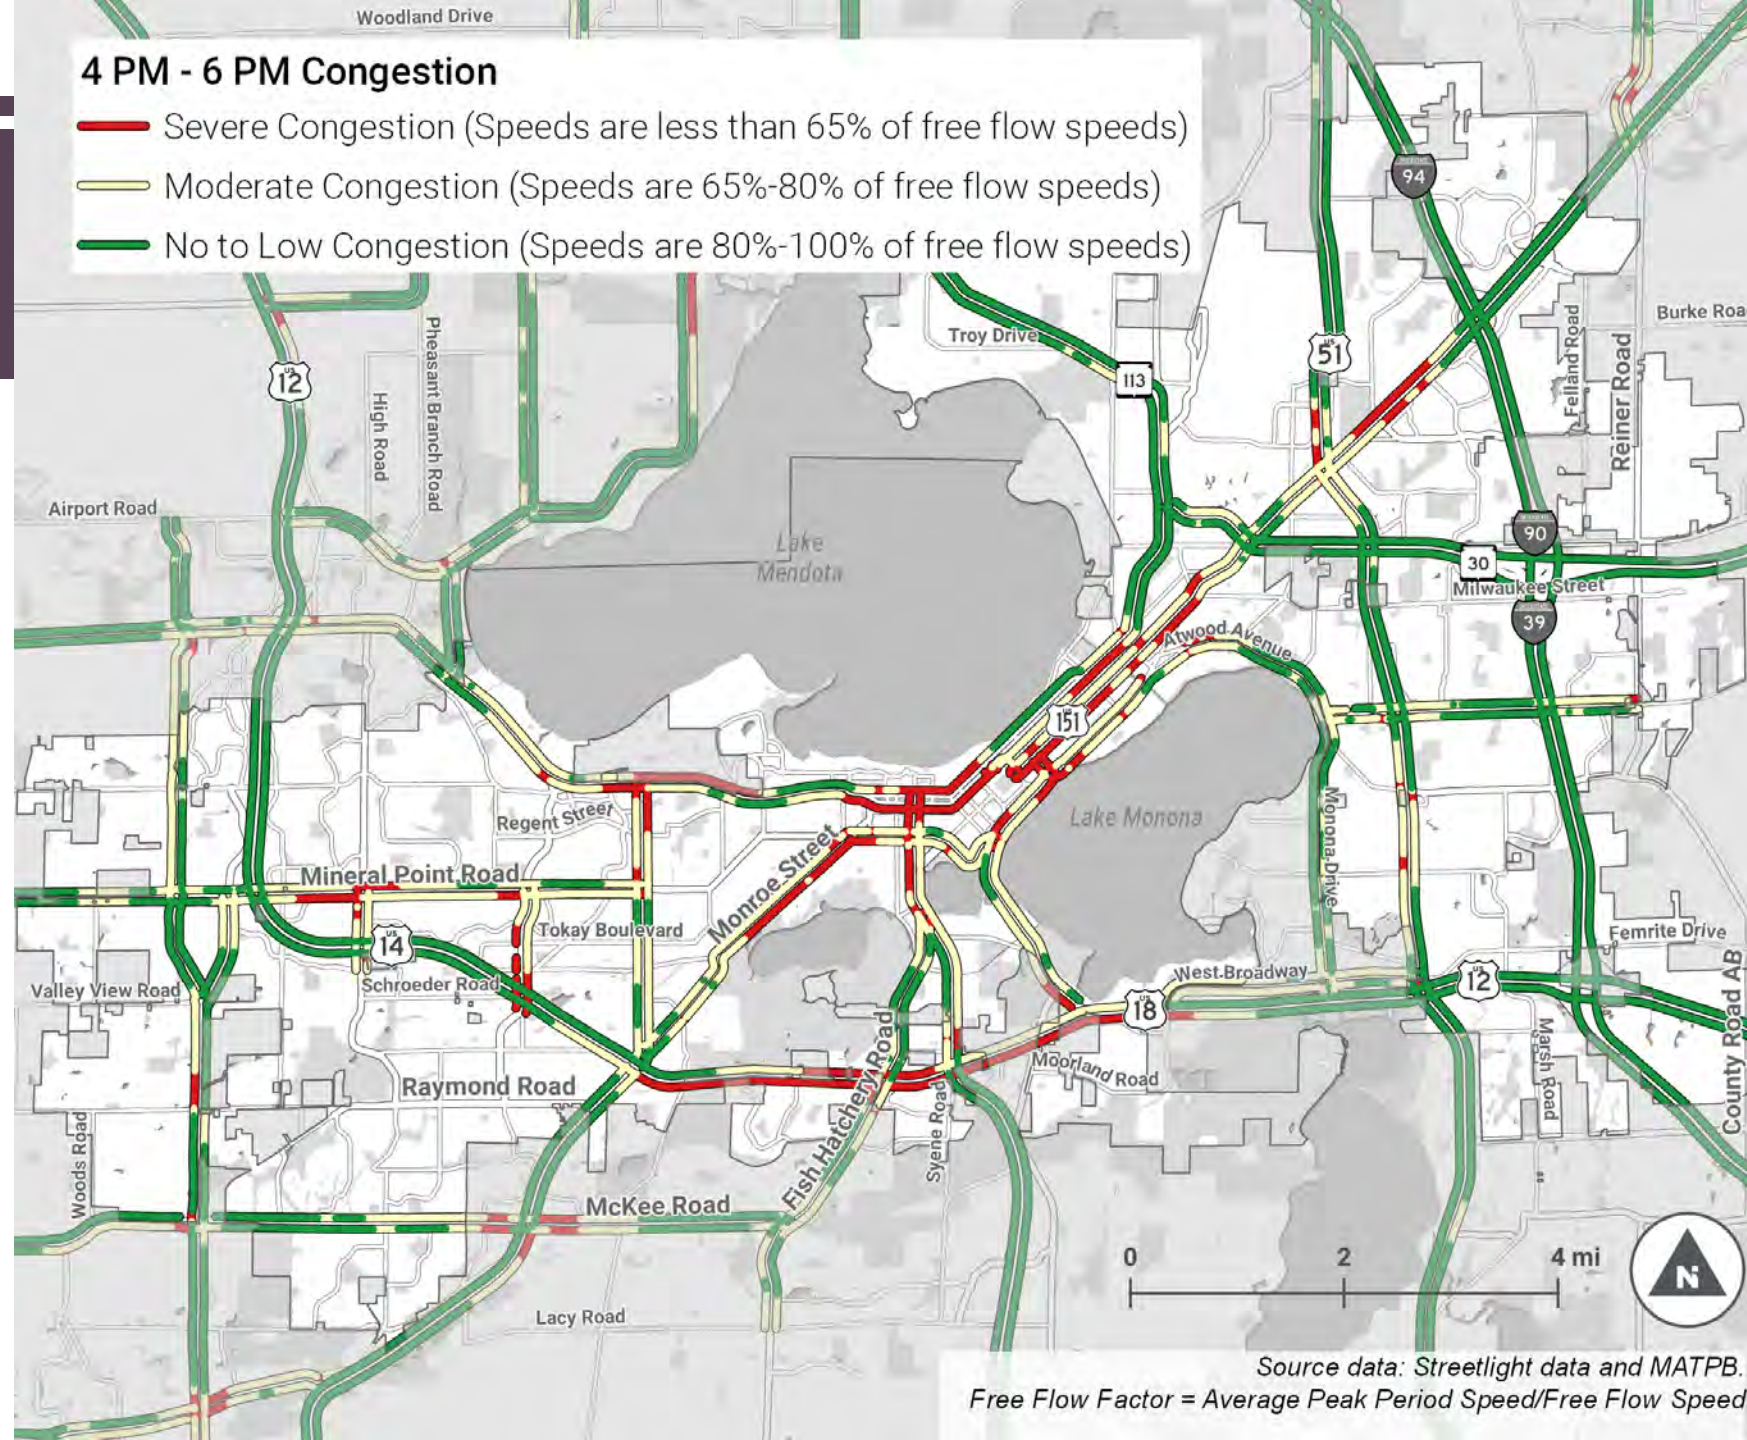 Woodland Drive
4 PM - 6 PM Congestion
Severe Congestion (Speeds are less than 65% of free flow speeds)
Moderate Congestion (Speeds are 65%-80% of free flow speeds)
No to Low Congestion (Speeds are 80%-100% of free flow speeds)
94
Troy Drive
113
US
51
Felland Road
Reiner Road
Burke Roa
US
12
High Road
Pheasant Branch Road
Airport Road
Lake
Mendota
90
30
Milwaukee Street
39
Atwood Avenue
US
151
Regent Street
Lake Monona
Monona Drive
Mineral Point Road
Monroe Street
Tokay Boulevard
US
14
Femrite Drive
Valley View Road
Schroeder Road
West Broadway
US
12
US
18
County Road AB
Marsh Road
Moorland Road
Raymond Road
Fish Hatchery Road
Syene Road
Woods Road
McKee Road
0 2 4 mi
N
Lacy Road
Source data: Streetlight data and MATPB.
Free Flow Factor = Average Peak Period Speed/Free Flow Speed